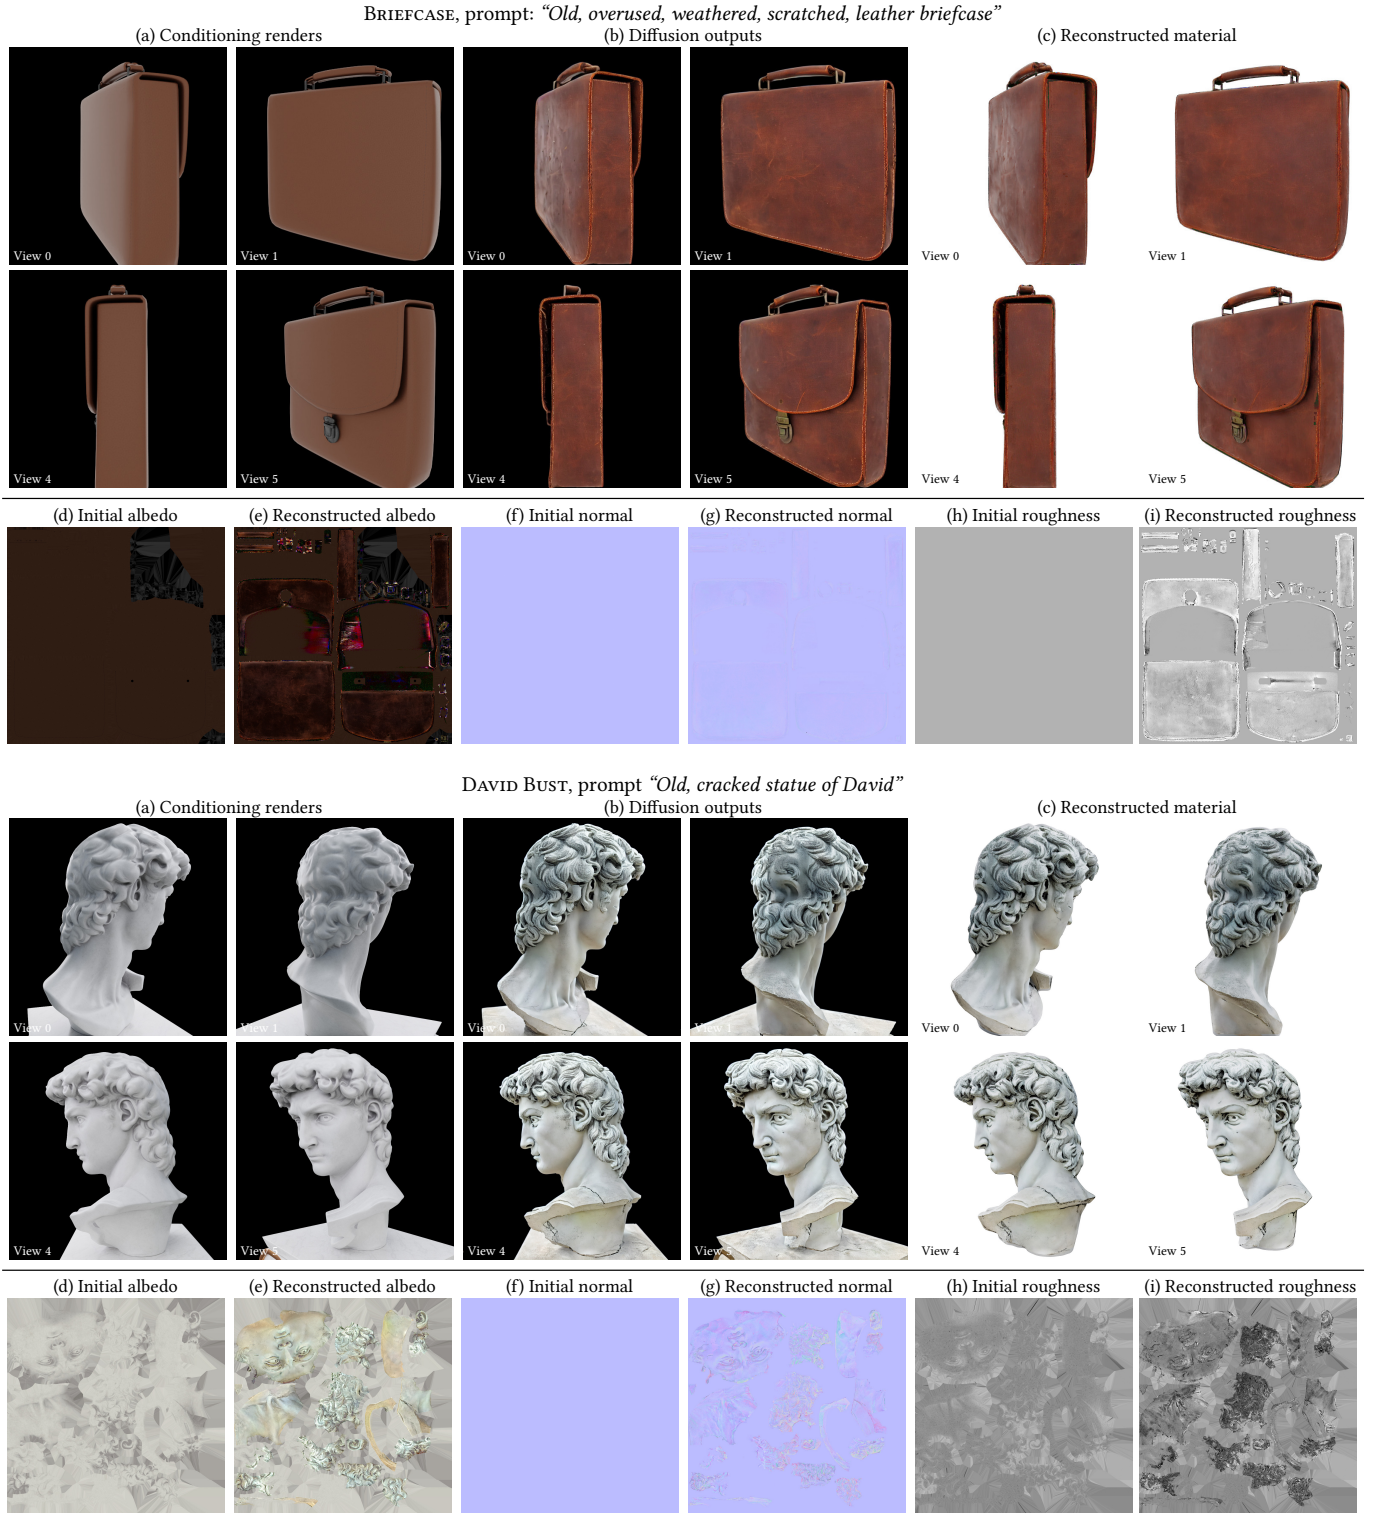 BRIEFCASE, prompt: “Old, overused, weathered, scratched, leather briefcase”
(a) Conditioning renders
(b) Diffusion outputs
(c) Reconstructed material
View 0
View 1
View 0
View 1
View 0
View 1
View 4
View 5
View 4
View 5
View 4
View 5
(d) Initial albedo
(e) Reconstructed albedo
(f) Initial normal
(g) Reconstructed normal
(h) Initial roughness
(i) Reconstructed roughness
DAVID BUST, prompt “Old, cracked statue of David”
(a) Conditioning renders
(b) Diffusion outputs
(c) Reconstructed material
View 0
View 1
View 0
View 1
View 0
View 1
View 4
View 5
View 4
View 5
View 4
View 5
(d) Initial albedo
(e) Reconstructed albedo
(f) Initial normal
(g) Reconstructed normal
(h) Initial roughness
(i) Reconstructed roughness